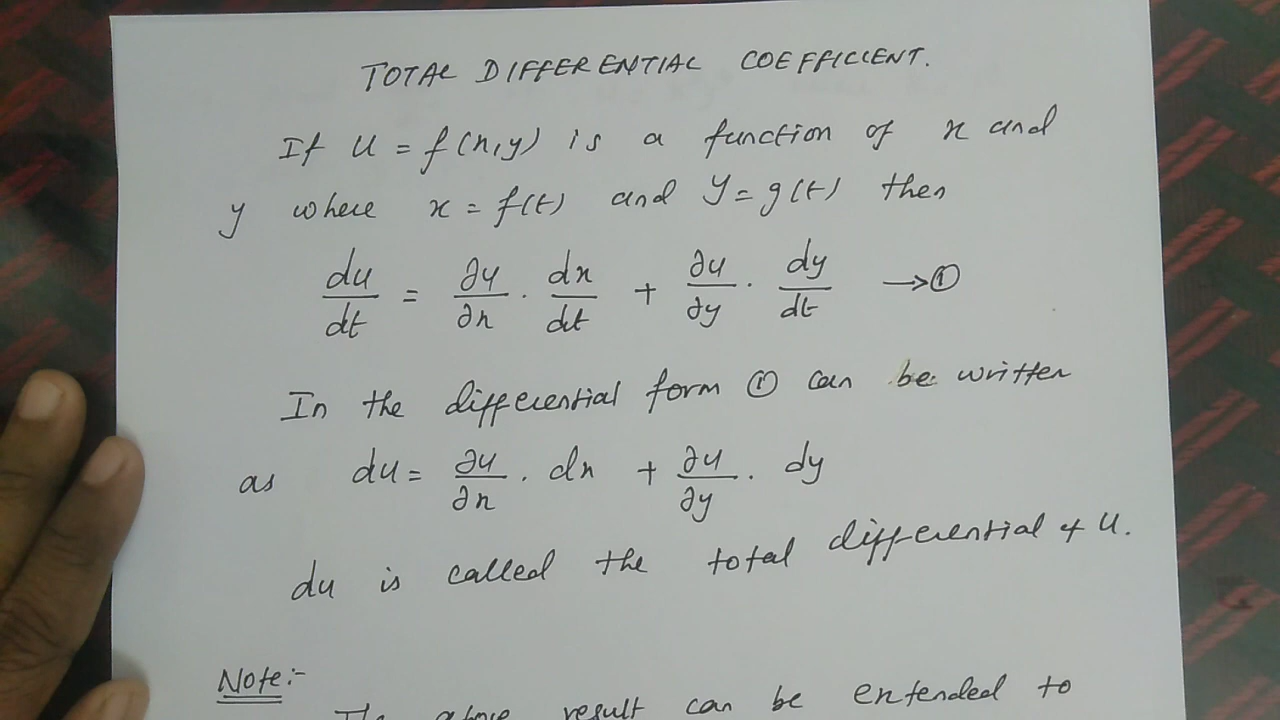 TOTAL DIFFERENTIAL COEFFICIENT.
If u = f(x,y) is a function of x and
y where x = f(t) and y = g(t) then
du/dt = ∂u/∂x . dx/dt + ∂u/∂y . dy/dt →①
In the differential form ① can be written
as du = ∂u/∂x . dx + ∂u/∂y . dy
du is called the total differential of u.
Note:-
The above result can be extended to